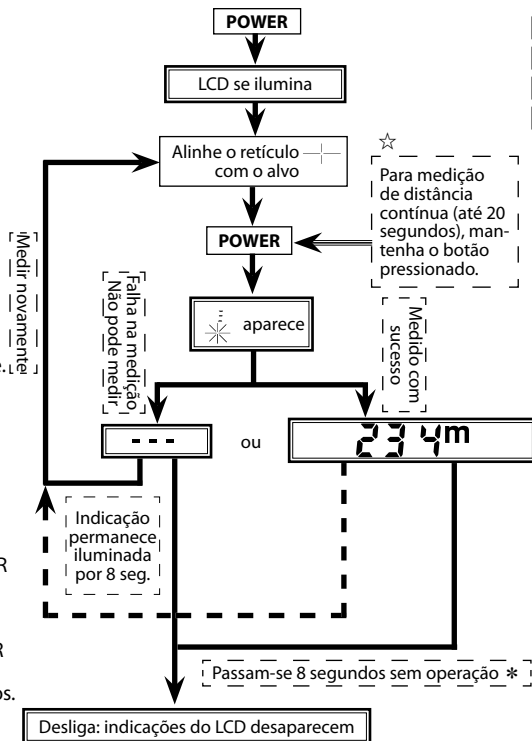 POWER
LCD se ilumina
Alinhe o retículo
com o alvo
☆
Para medição
de distância
contínua (até 20
segundos), man-
tenha o botão
pressionado.
POWER
Medir novamente
e.
Falha na medição
Não pode medir
aparece
Medido com
sucesso
- - -
ou
234m
Indicação
permanece
iluminada
por 8 seg.
R
R
os.
Passam-se 8 segundos sem operação *
Desliga: indicações do LCD desaparecem